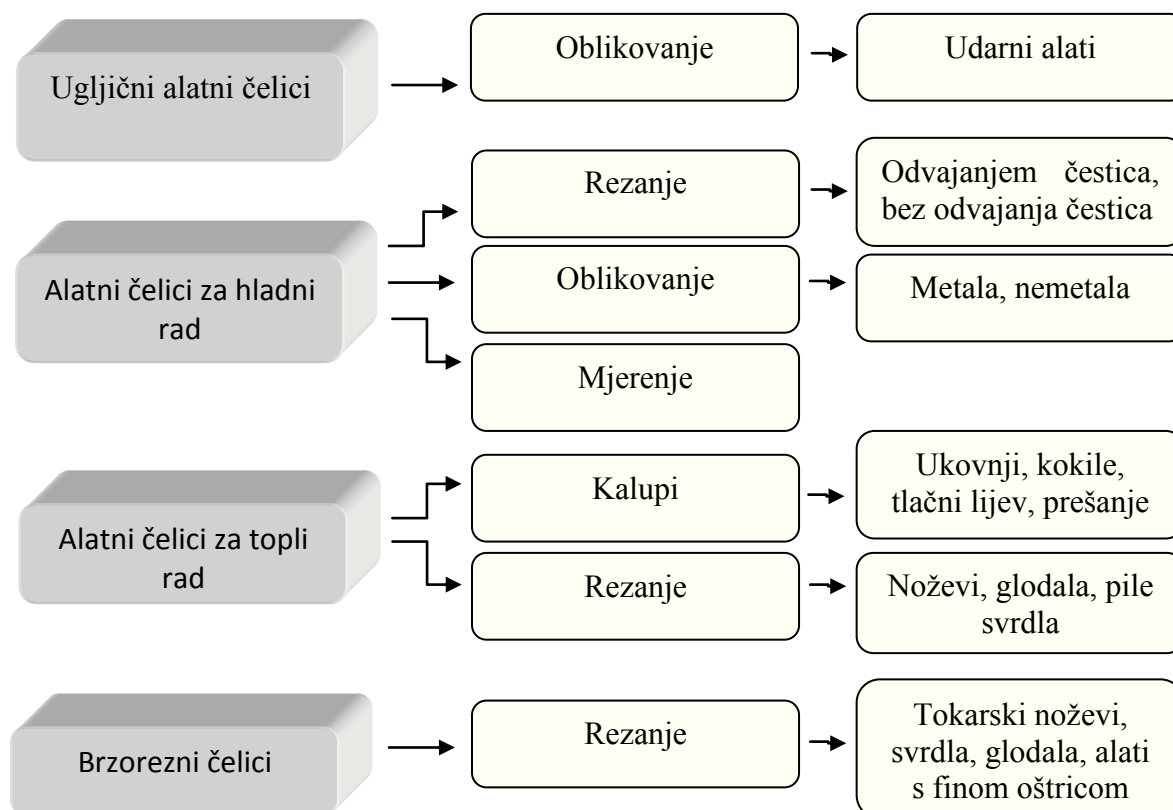 Ugljični alatni čelici
Oblikovanje
Udarni alati
Alatni čelici za hladni
rad
Rezanje
Odvajanjem čestica,
bez odvajanja čestica
Oblikovanje
Metala, nemetala
Mjerenje
Alatni čelici za topli
rad
Kalupi
Ukovnji, kokile,
tlačni lijev, prešanje
Rezanje
Noževi, glodala, pile
svrdla
Brzorezni čelici
Rezanje
Tokarski noževi,
svrdla, glodala, alati
s finom oštricom